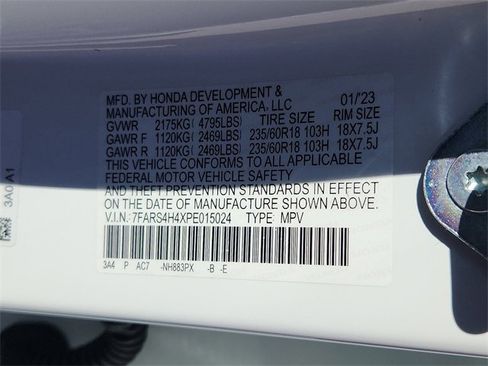 MFD. BY HONDA DEVELOPMENT & 01/'23
MANUFACTURING OF AMERICA, LLC
GVWR 2175KG( 4795LBS) TIRE SIZE RIM SIZE
GAWR F 1120KG( 2469LBS) 235/60R18 103H 18X7.5J
GAWR R 1120KG( 2469LBS) 235/60R18 103H 18X7.5J
THIS VEHICLE CONFORMS TO ALL APPLICABLE
FEDERAL MOTOR VEHICLE SAFETY
AND THEFT PREVENTION STANDARDS IN EFFECT
ON THE DATE OF MANUFACTURE SHOWN ABOVE.
V.I.N.: 7FARS4H4XPE015024 TYPE: MPV
3A4 P AC7 -NH883PX -B -E